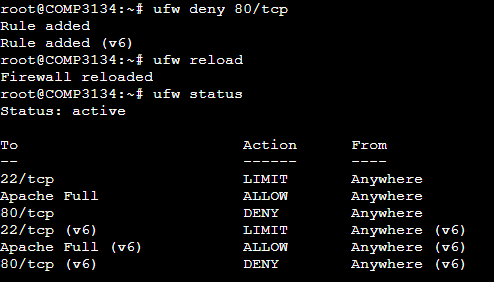 root@COMP3134:~# ufw deny 80/tcp
Rule added
Rule added (v6)
root@COMP3134:~# ufw reload
Firewall reloaded
root@COMP3134:~# ufw status
Status: active

To                         Action      From
--                         ------      ----
22/tcp                     LIMIT       Anywhere
Apache Full                ALLOW       Anywhere
80/tcp                     DENY        Anywhere
22/tcp (v6)                LIMIT       Anywhere (v6)
Apache Full (v6)           ALLOW       Anywhere (v6)
80/tcp (v6)                DENY        Anywhere (v6)